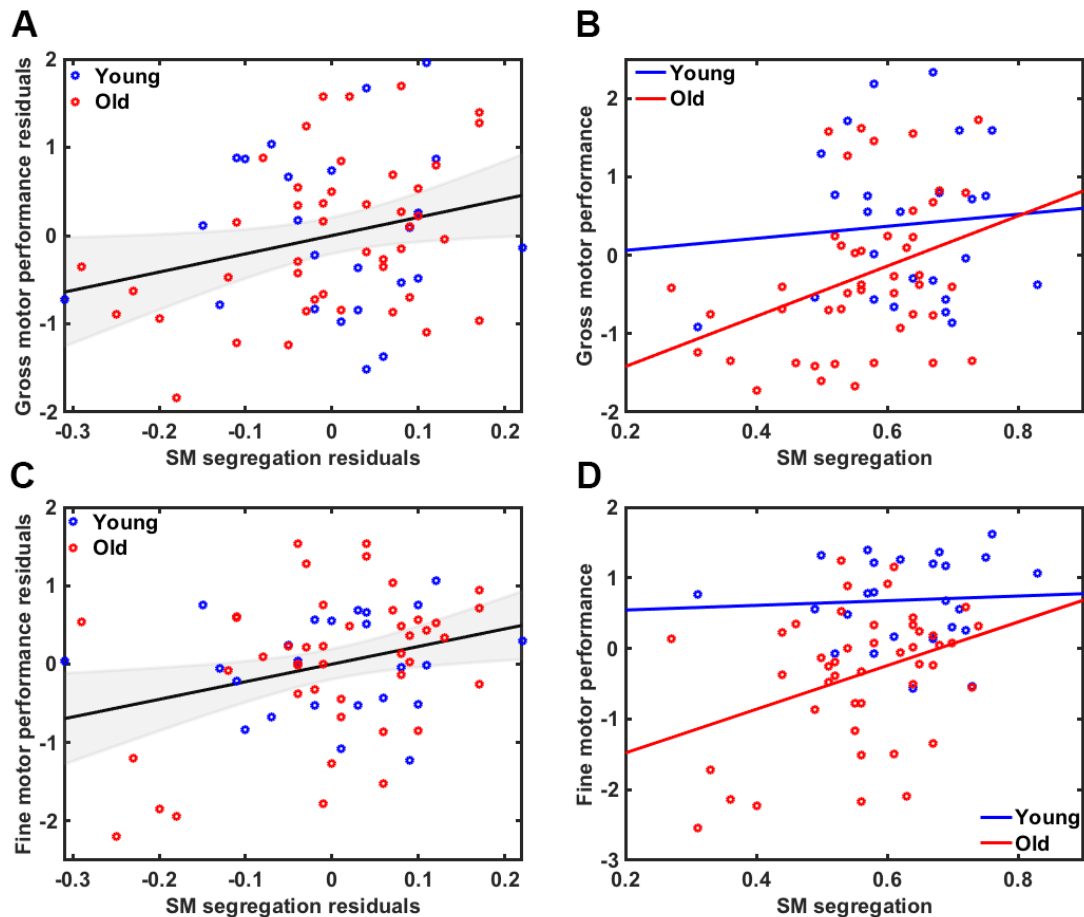 A
Gross motor performance residuals
2
1
0
-1
-2
Young
Old
-0.3
-0.2
-0.1
0
0.1
0.2
SM segregation residuals
B
Gross motor performance
2
1
0
-1
-2
Young
Old
0.2
0.4
0.6
0.8
SM segregation
C
Fine motor performance residuals
2
1
0
-1
-2
Young
Old
-0.3
-0.2
-0.1
0
0.1
0.2
SM segregation residuals
D
Fine motor performance
2
1
0
-1
-2
-3
Young
Old
0.2
0.4
0.6
0.8
SM segregation